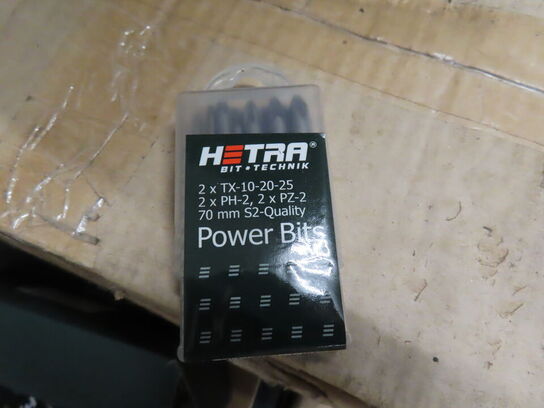 HETRA®
BIT•TECHNIK
2 x TX-10-20-25
2 x PH-2, 2 x PZ-2
70 mm S2-Quality
Power Bits